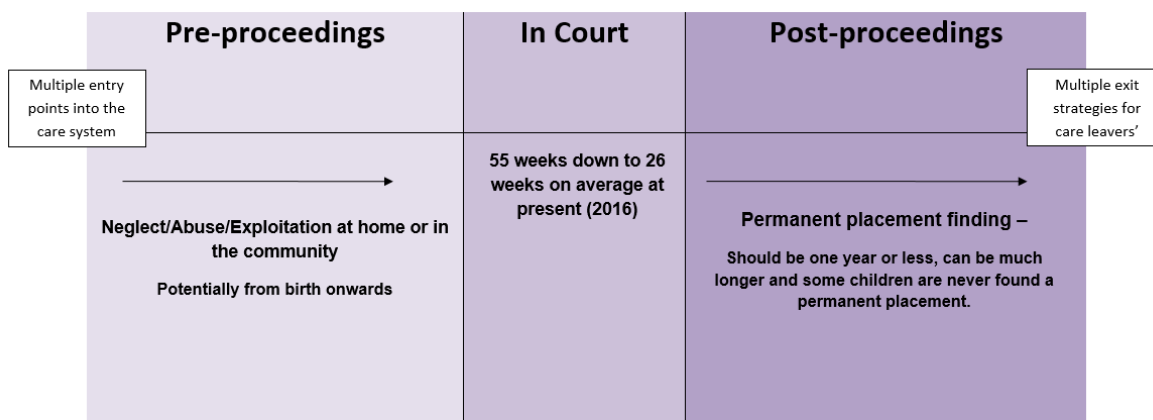 Pre-proceedings
In Court
Post-proceedings
Multiple entry
points into the
care system
Multiple exit
strategies for
care leavers’
55 weeks down to 26
weeks on average at
present (2016)
Neglect/Abuse/Exploitation at home or in
the community
Potentially from birth onwards
Permanent placement finding –
Should be one year or less, can be much
longer and some children are never found a
permanent placement.